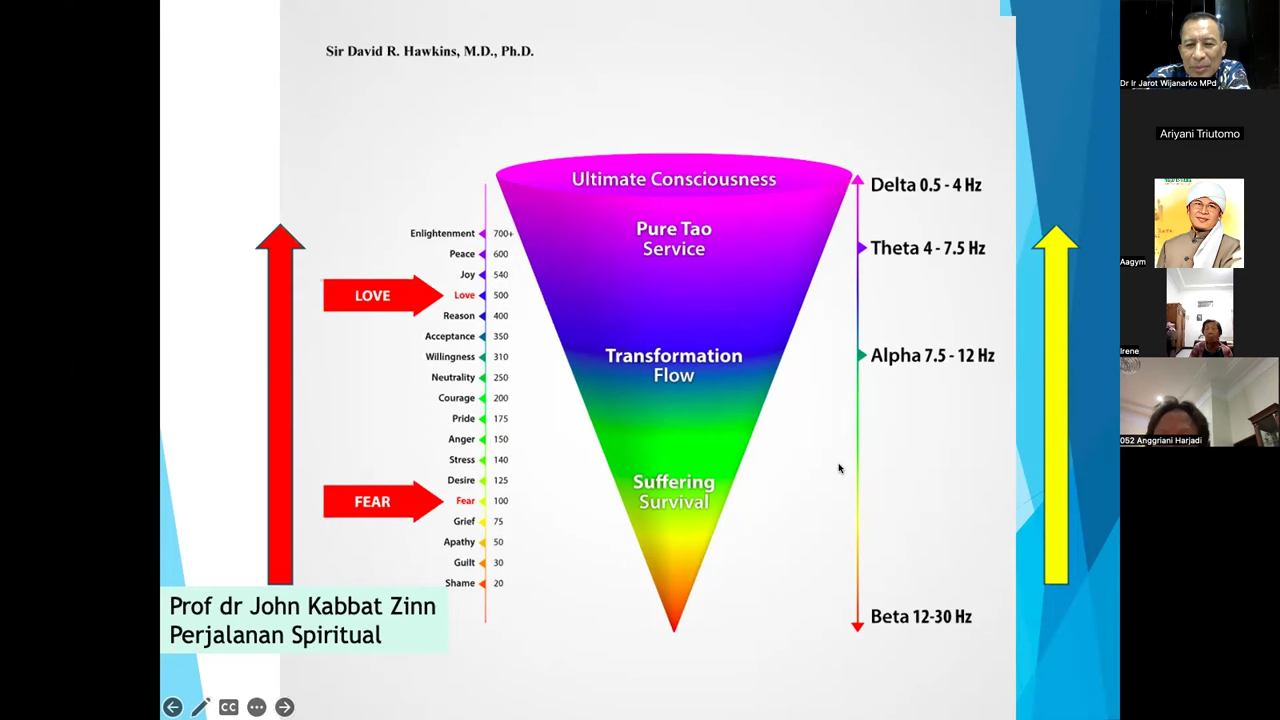 Sir David R. Hawkins, M.D., Ph.D.
Ultimate Consciousness
Pure Tao
Service
Transformation
Flow
Suffering
Survival
Enlightenment 700+
Peace 600
Joy 540
LOVE
Love 500
Reason 400
Acceptance 350
Willingness 310
Neutrality 250
Courage 200
Pride 175
Anger 150
Stress 140
Desire 125
FEAR
Fear 100
Grief 75
Apathy 50
Guilt 30
Shame 20
Delta 0.5 - 4 Hz
Theta 4 - 7.5 Hz
Alpha 7.5 - 12 Hz
Beta 12-30 Hz
Prof dr John Kabbat Zinn
Perjalanan Spiritual
CC
Dr Ir Jarot Wijanarko MPd
Ariyani Triutomo
Aagym
Irene
052 Anggriani Harjadi